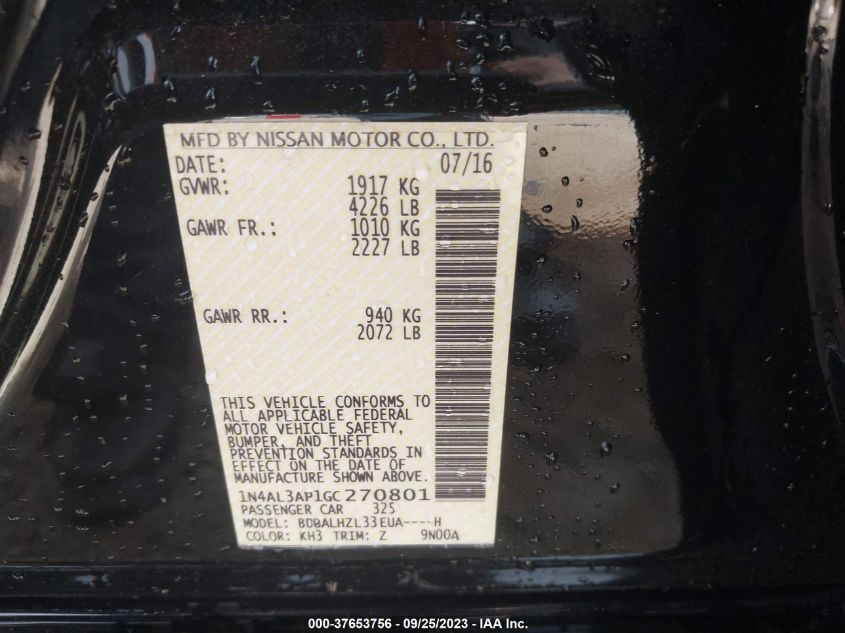 MFD BY NISSAN MOTOR CO., LTD.
DATE: 07/16
GVWR: 1917 KG
4226 LB
GAWR FR.: 1010 KG
2227 LB
GAWR RR.: 940 KG
2072 LB
THIS VEHICLE CONFORMS TO
ALL APPLICABLE FEDERAL
MOTOR VEHICLE SAFETY,
BUMPER, AND THEFT
PREVENTION STANDARDS IN
EFFECT ON THE DATE OF
MANUFACTURE SHOWN ABOVE.
1N4AL3AP1GC270801
PASSENGER CAR 325
MODEL: BDBALHZL33EUA----H
COLOR: KH3 TRIM: Z 9N00A
000-37653756 - 09/25/2023 - IAA Inc.